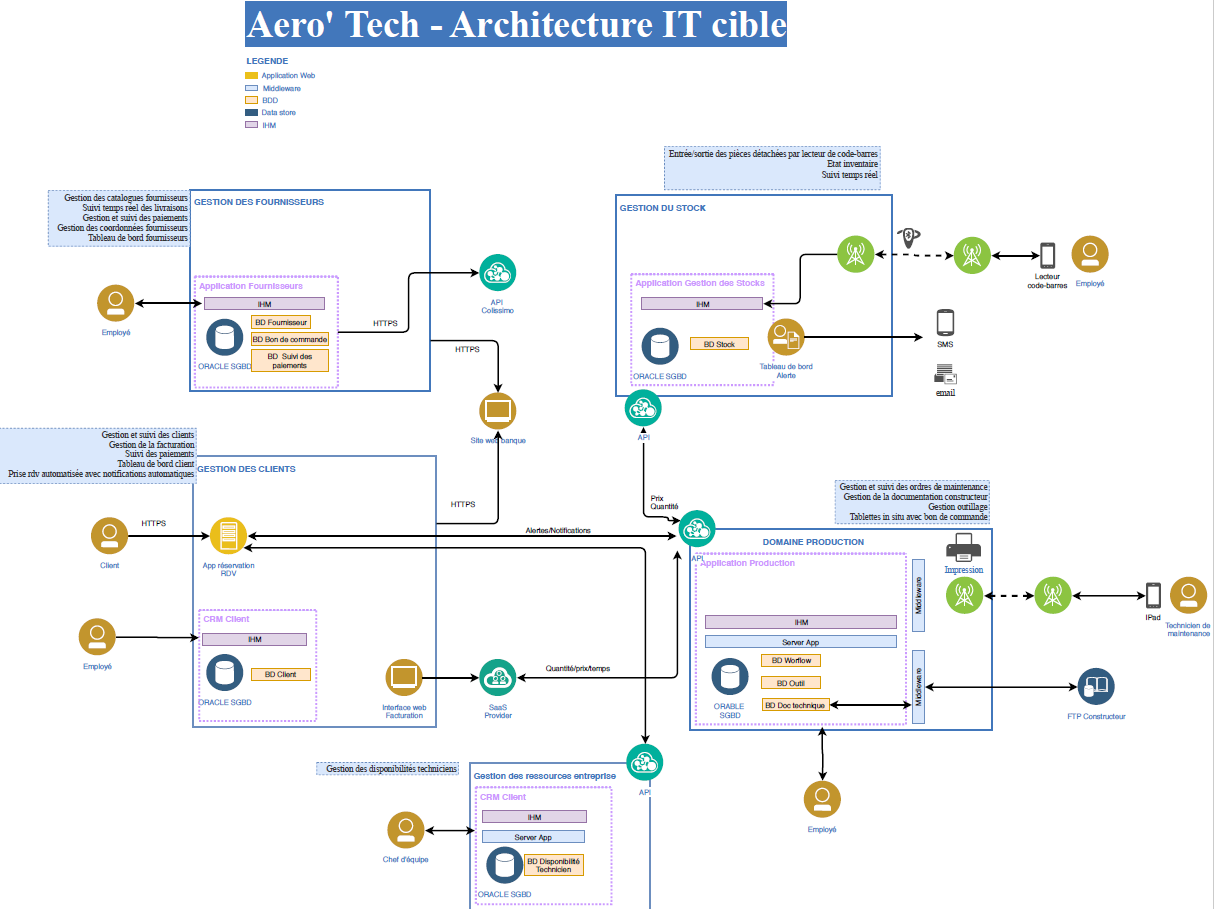 Aero' Tech - Architecture IT cible
LEGENDE
Application Web
Middleware
BDD
Data store
IHM
Entrée/sortie des pièces détachées par lecteur de code-barres
Etat inventaire
Suivi temps réel
Gestion des catalogues fournisseurs
Suivi temps réel des livraisons
Gestion et suivi des paiements
Gestion des coordonnées fournisseurs
Tableau de bord fournisseurs
GESTION DES FOURNISSEURS
Application Fournisseurs
IHM
BD Fournisseur
BD Bon de commande
BD Suivi des
paiements
ORACLE SGBD
Employé
HTTPS
API
Colissimo
HTTPS
Site web banque
GESTION DU STOCK
Application Gestion des Stocks
IHM
BD Stock
ORACLE SGBD
Tableau de bord
Alerte
Lecteur
code-barres
Employé
SMS
email
API
Prix
Quantité
Gestion et suivi des clients
Gestion de la facturation
Suivi des paiements
Tableau de bord client
Prise rdv automatisée avec notifications automatiques
GESTION DES CLIENTS
HTTPS
HTTPS
Client
App réservation
RDV
Alertes/Notifications
CRM Client
IHM
BD Client
ORACLE SGBD
Employé
Interface web
Facturation
SaaS
Provider
Quantité/prix/temps
Gestion et suivi des ordres de maintenance
Gestion de la documentation constructeur
Gestion outillage
Tablettes in situ avec bon de commande
DOMAINE PRODUCTION
API
Application Production
Impression
Middleware
IHM
Server App
BD Worflow
BD Outil
BD Doc technique
ORABLE
SGBD
Middleware
IPad
Technicien de
maintenance
FTP Constructeur
Employé
Gestion des disponibilités techniciens
Gestion des ressources entreprise
API
CRM Client
IHM
Server App
BD Disponibilité
Technicien
ORACLE SGBD
Chef d'équipe